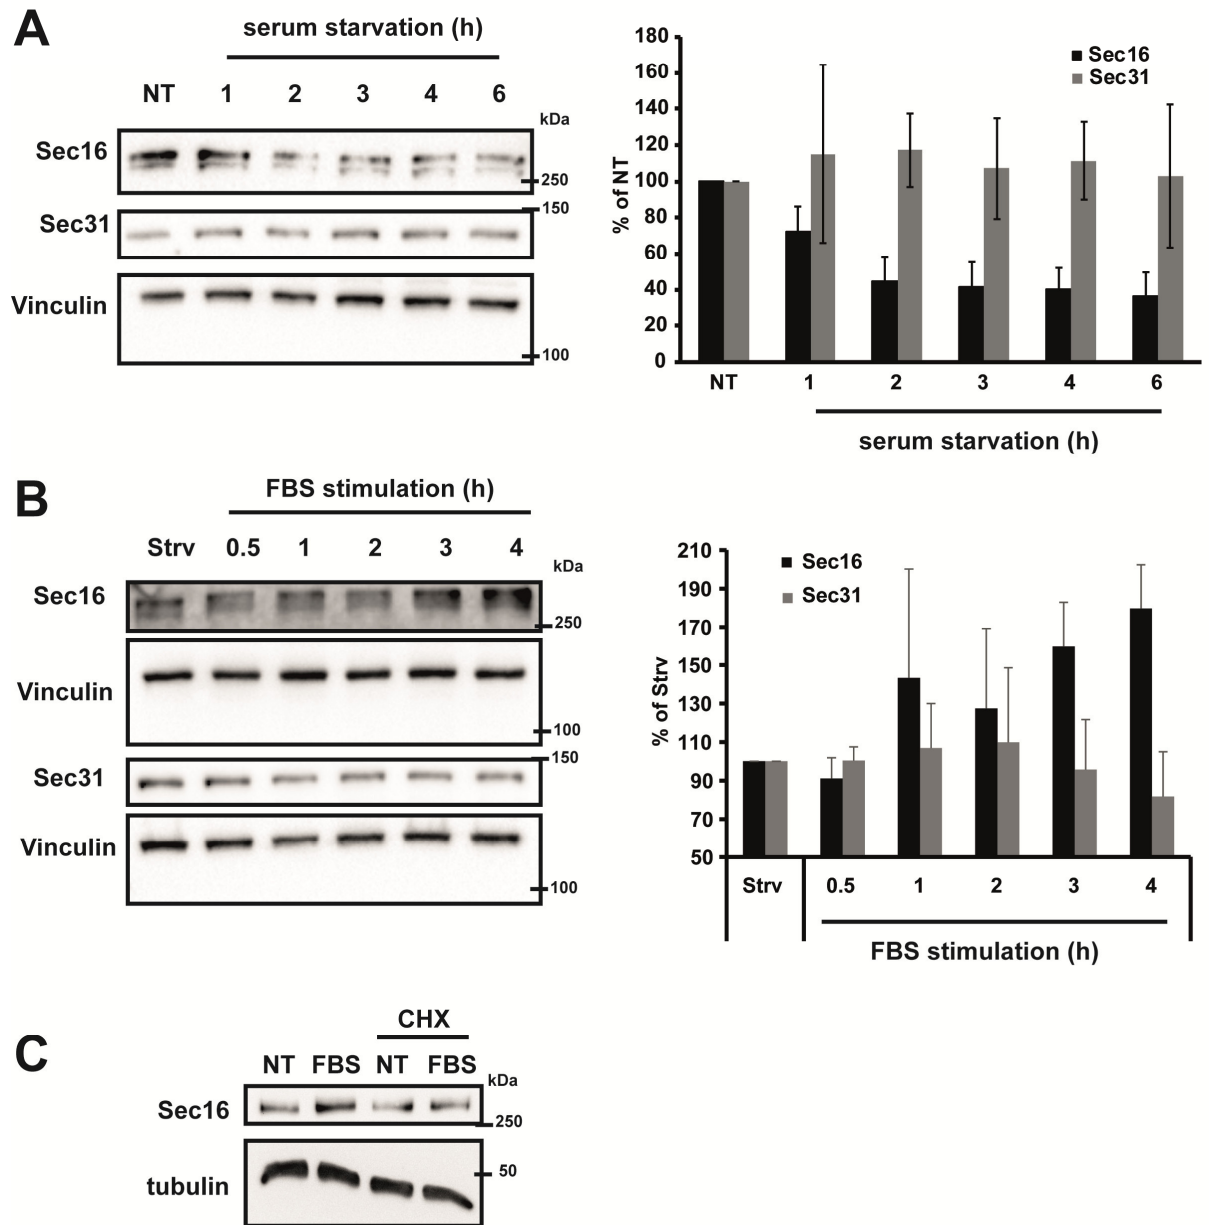 A
serum starvation (h)
NT 1 2 3 4 6
kDa
Sec16
250
150
Sec31
Vinculin
100
180
160
140
120
100
80
60
40
20
0
% of NT
Sec16
Sec31
NT 1 2 3 4 6
serum starvation (h)
B
FBS stimulation (h)
Strv 0.5 1 2 3 4
kDa
Sec16
250
Vinculin
100
150
Sec31
Vinculin
100
210
190
170
150
130
110
90
70
50
% of Strv
Sec16
Sec31
Strv 0.5 1 2 3 4
FBS stimulation (h)
C
CHX
NT FBS NT FBS
kDa
Sec16
250
50
tubulin